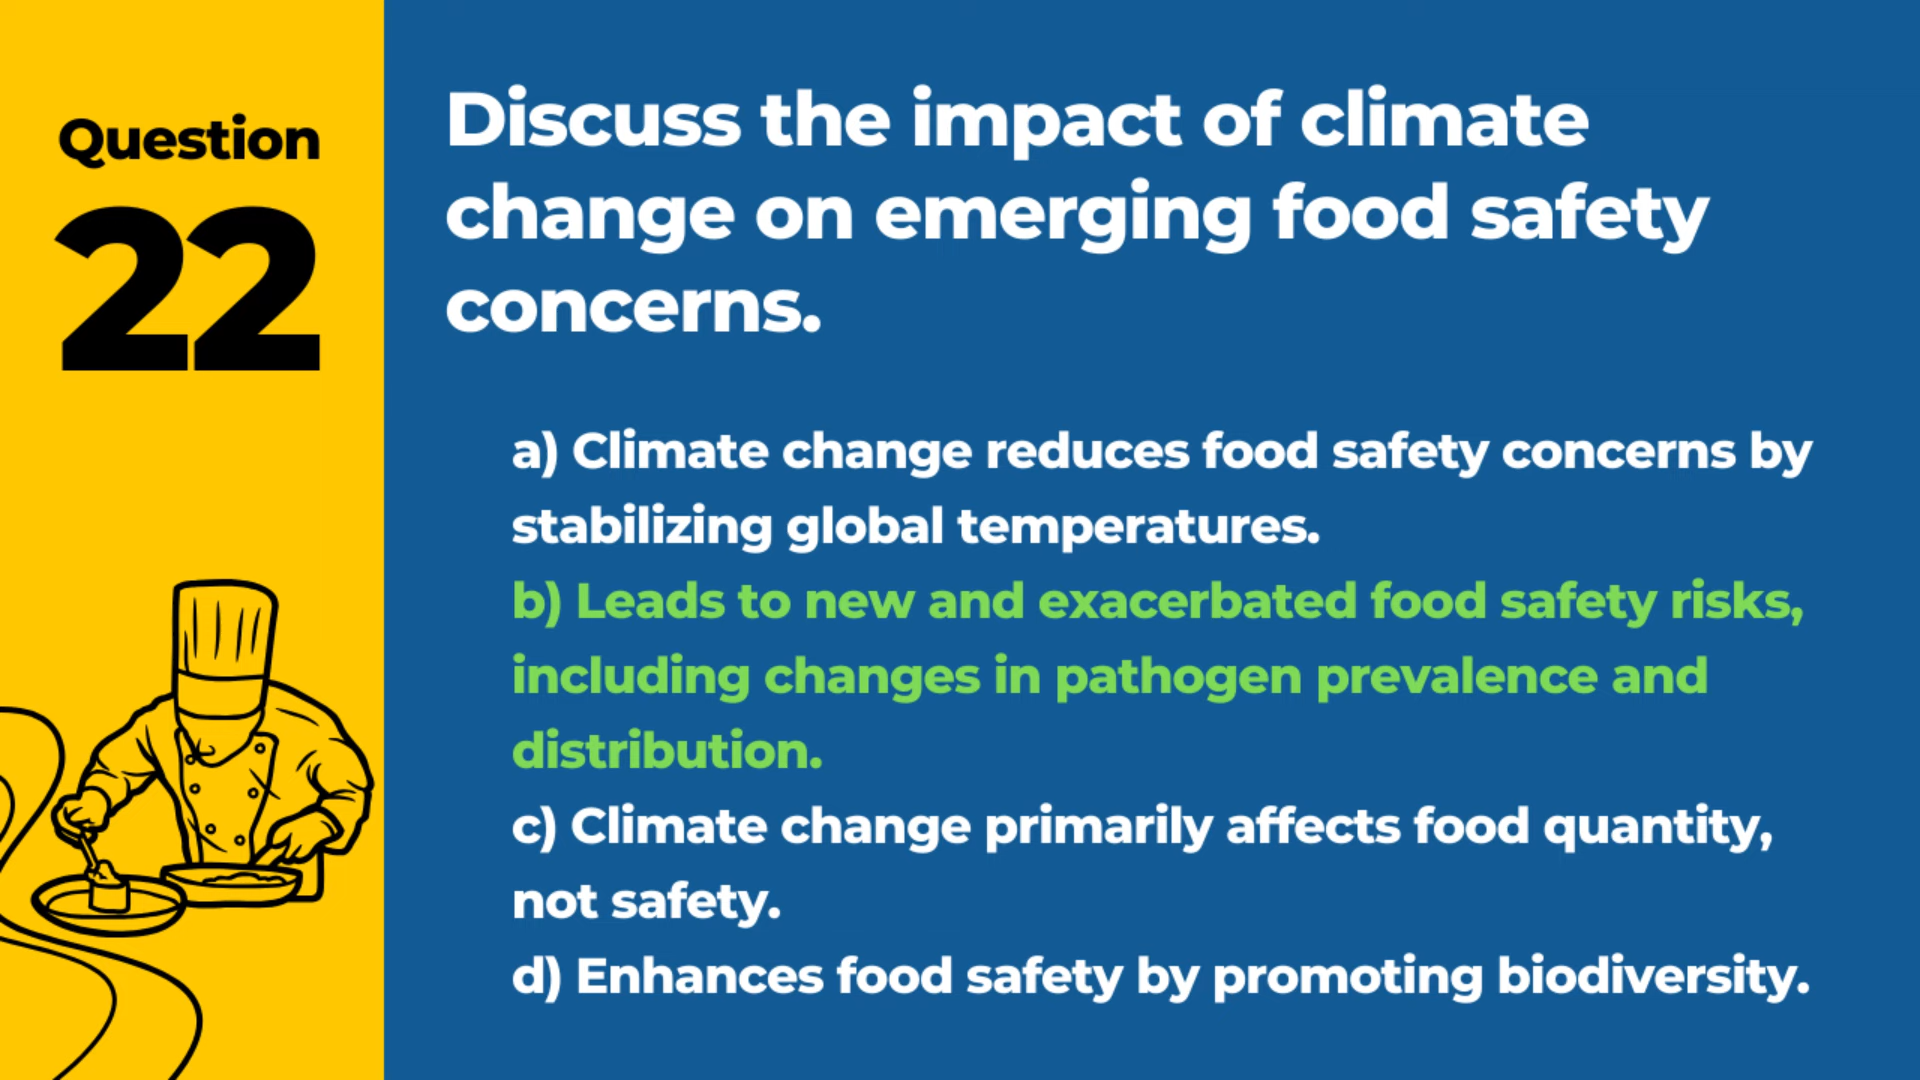 Question
22
Discuss the impact of climate
change on emerging food safety
concerns.
a) Climate change reduces food safety concerns by
stabilizing global temperatures.
b) Leads to new and exacerbated food safety risks,
including changes in pathogen prevalence and
distribution.
c) Climate change primarily affects food quantity,
not safety.
d) Enhances food safety by promoting biodiversity.